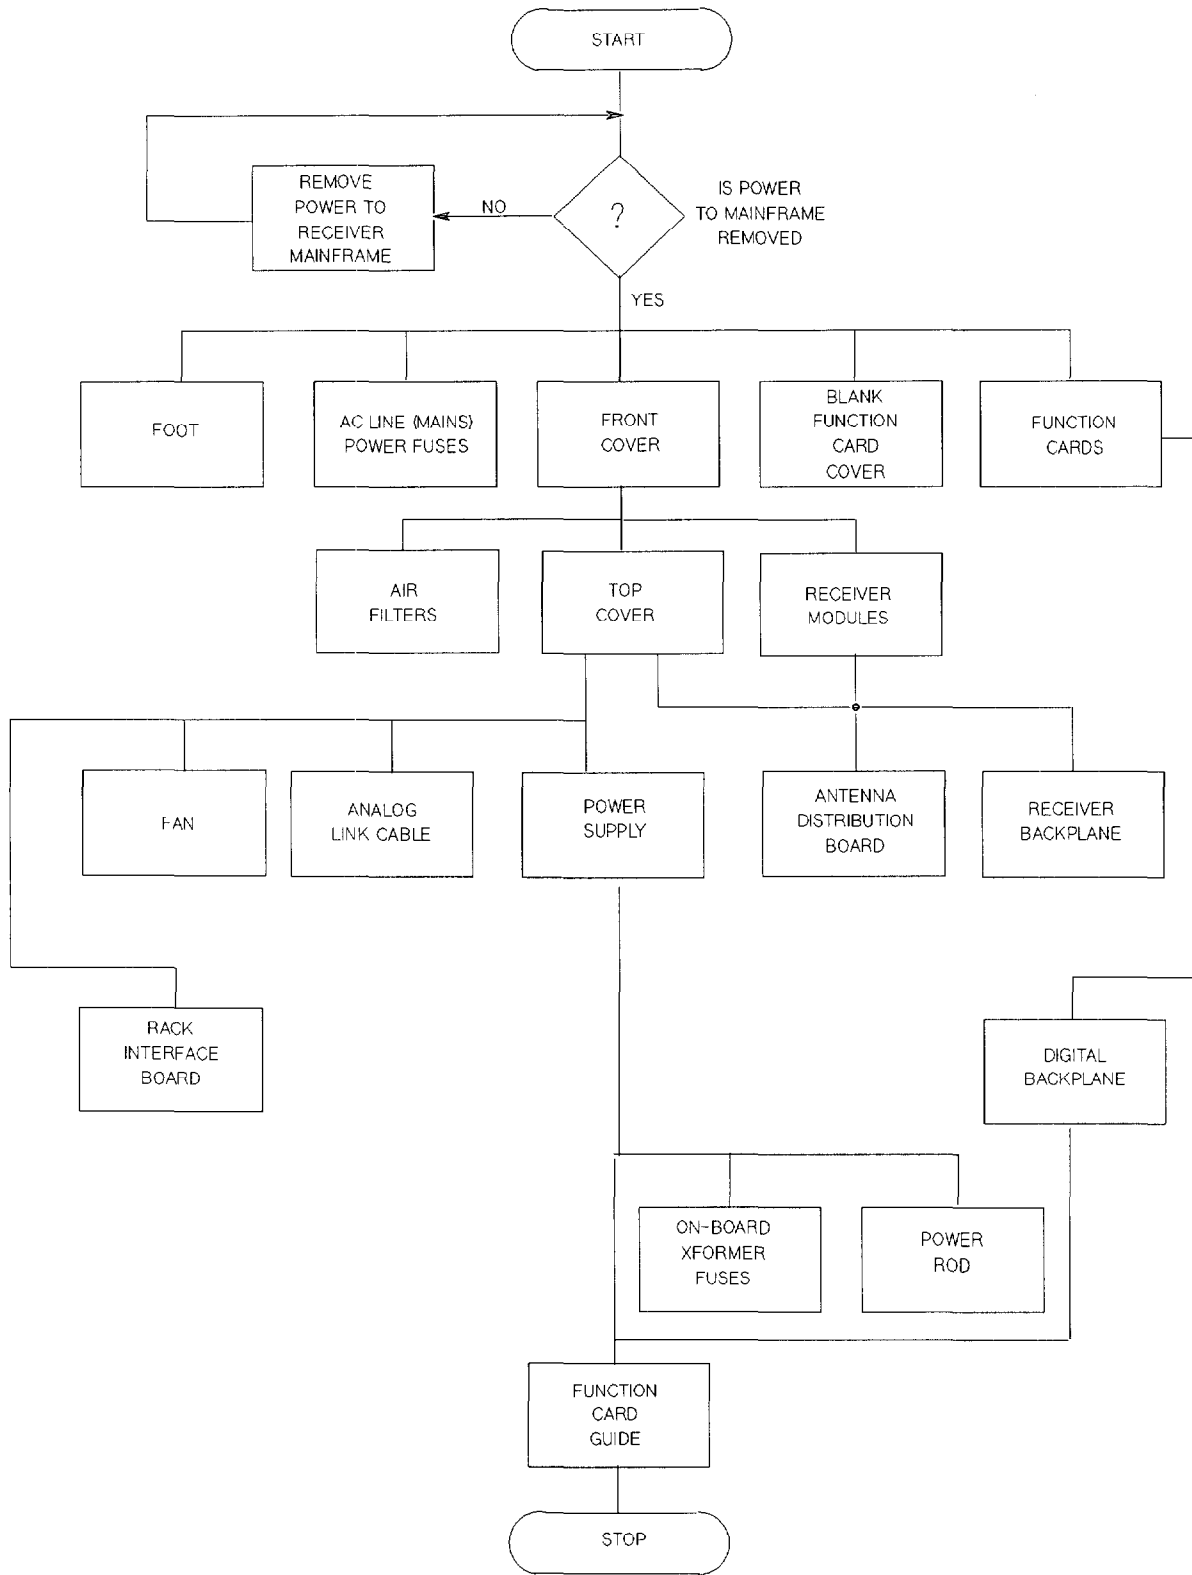 START
REMOVE
POWER TO
RECEIVER
MAINFRAME
NO
?
IS POWER
TO MAINFRAME
REMOVED
YES
FOOT
AC LINE (MAINS)
POWER FUSES
FRONT
COVER
BLANK
FUNCTION
CARD
COVER
FUNCTION
CARDS
AIR
FILTERS
TOP
COVER
RECEIVER
MODULES
FAN
ANALOG
LINK CABLE
POWER
SUPPLY
ANTENNA
DISTRIBUTION
BOARD
RECEIVER
BACKPLANE
RACK
INTERFACE
BOARD
DIGITAL
BACKPLANE
ON-BOARD
XFORMER
FUSES
POWER
ROD
FUNCTION
CARD
GUIDE
STOP